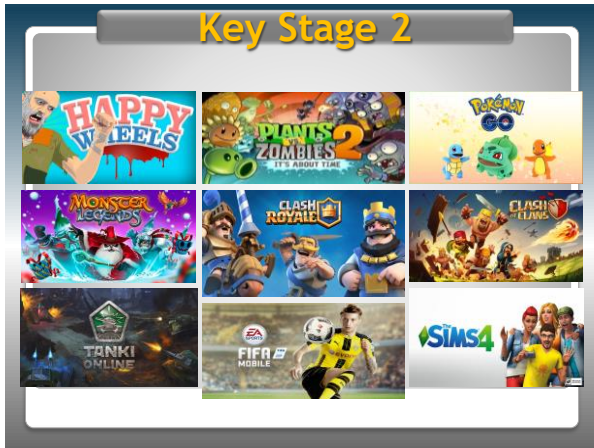 Key Stage 2
HAPPY
WHEELS
PLANTS
VS
ZOMBIES 2
IT'S ABOUT TIME
POKÉMON
GO
MONSTER
LEGENDS
CLASH
ROYALE
CLASH
OF CLANS
TANKI
ONLINE
EA
SPORTS
FIFA
MOBILE
THE
SIMS 4